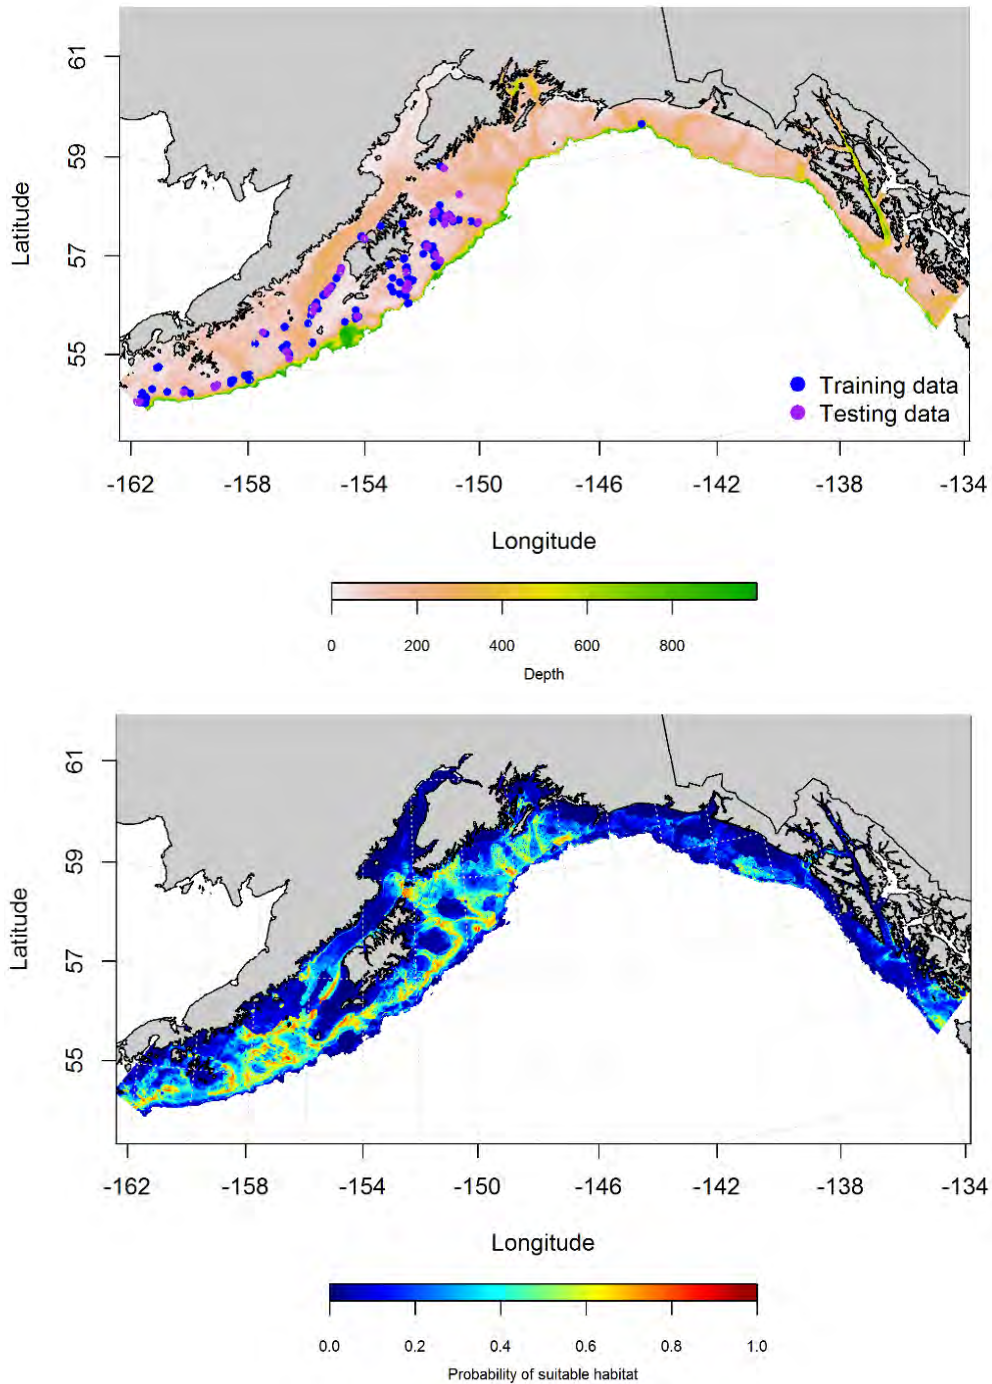 61
59
57
55
Latitude
Training data
Testing data
-162 -158 -154 -150 -146 -142 -138 -134
Longitude
0 200 400 600 800
Depth
61
59
57
55
Latitude
-162 -158 -154 -150 -146 -142 -138 -134
Longitude
0.0 0.2 0.4 0.6 0.8 1.0
Probability of suitable habitat